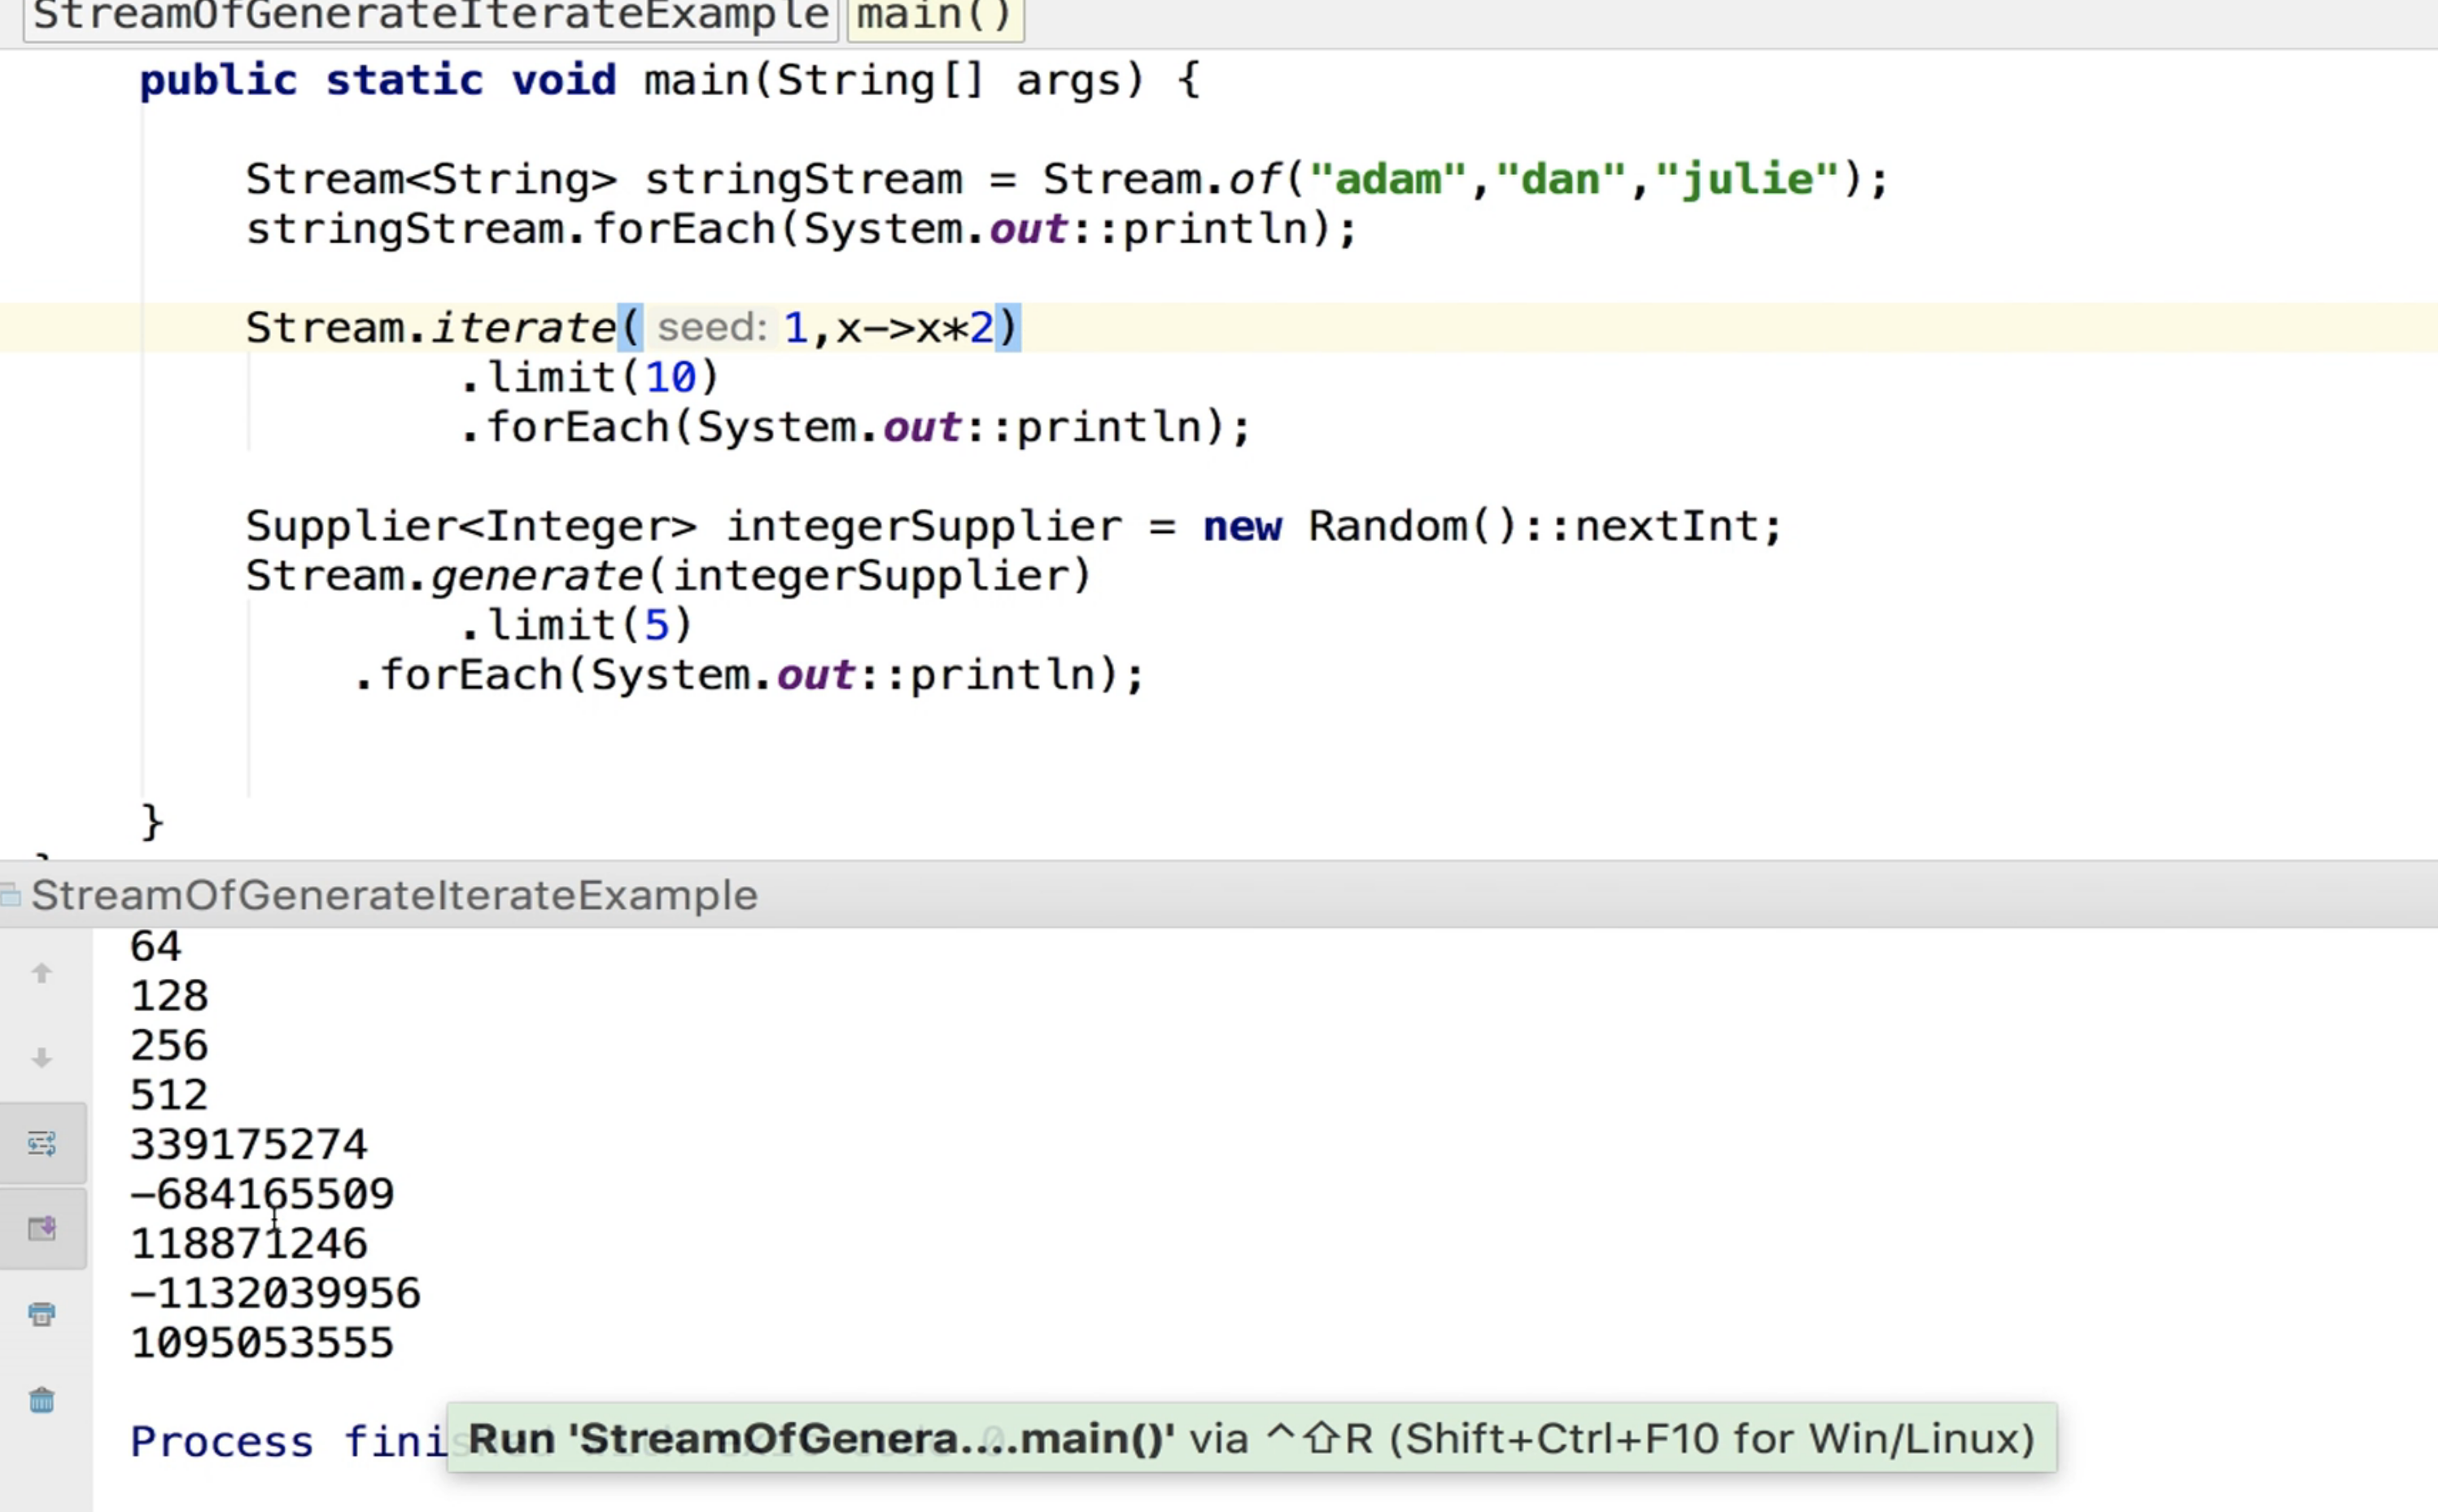 StreamOfGenerateIterateExample main()
public static void main(String[] args) {
Stream<String> stringStream = Stream.of("adam","dan","julie");
stringStream.forEach(System.out::println);
Stream.iterate( seed: 1,x->x*2)
.limit(10)
.forEach(System.out::println);
Supplier<Integer> integerSupplier = new Random()::nextInt;
Stream.generate(integerSupplier)
.limit(5)
.forEach(System.out::println);
}
StreamOfGenerateIterateExample
64
128
256
512
339175274
-684165509
118871246
-1132039956
1095053555
Process fini
Run 'StreamOfGenera....main()' via ^⇧R (Shift+Ctrl+F10 for Win/Linux)